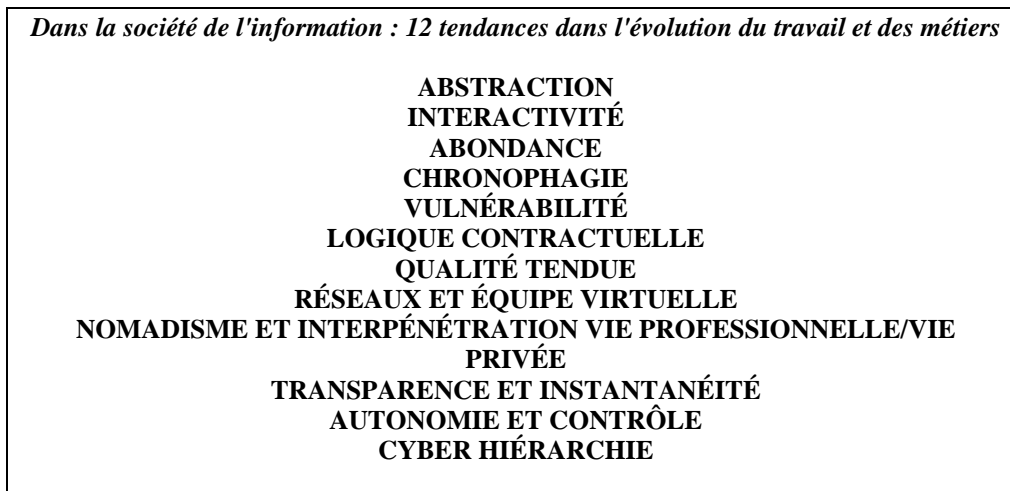 Dans la société de l'information : 12 tendances dans l'évolution du travail et des métiers
ABSTRACTION
INTERACTIVITÉ
ABONDANCE
CHRONOPHAGIE
VULNÉRABILITÉ
LOGIQUE CONTRACTUELLE
QUALITÉ TENDUE
RÉSEAUX ET ÉQUIPE VIRTUELLE
NOMADISME ET INTERPÉNÉTRATION VIE PROFESSIONNELLE/VIE
PRIVÉE
TRANSPARENCE ET INSTANTANÉITÉ
AUTONOMIE ET CONTRÔLE
CYBER HIÉRARCHIE